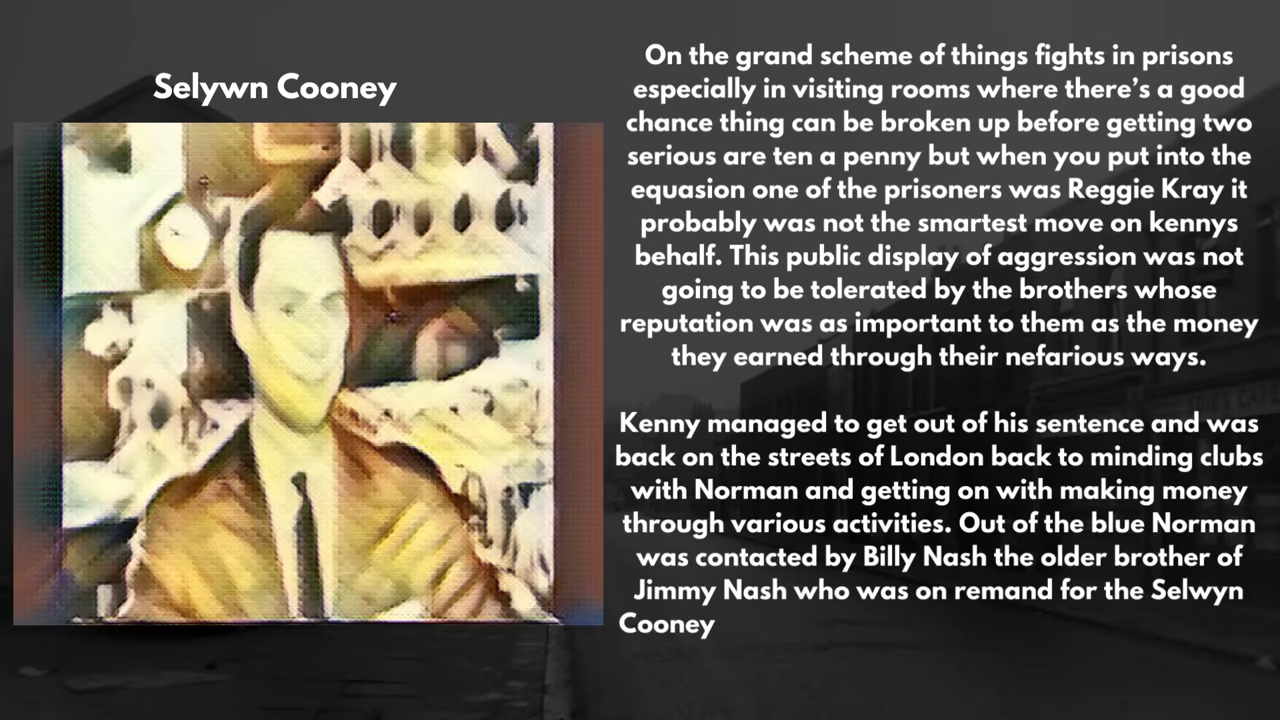 Selywn Cooney
On the grand scheme of things fights in prisons
especially in visiting rooms where there's a good
chance thing can be broken up before getting two
serious are ten a penny but when you put into the
equasion one of the prisoners was Reggie Kray it
probably was not the smartest move on kennys
behalf. This public display of aggression was not
going to be tolerated by the brothers whose
reputation was as important to them as the money
they earned through their nefarious ways.
Kenny managed to get out of his sentence and was
back on the streets of London back to minding clubs
with Norman and getting on with making money
through various activities. Out of the blue Norman
was contacted by Billy Nash the older brother of
Jimmy Nash who was on remand for the Selwyn
Cooney